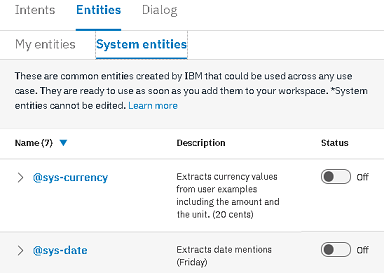 Intents Entities Dialog
My entities System entities
These are common entities created by IBM that could be used across any use
case. They are ready to use as soon as you add them to your workspace. *System
entities cannot be edited. Learn more
Name (7) ▼ Description Status
@sys-currency Extracts currency values Off
from user examples
including the amount and
the unit. (20 cents)
@sys-date Extracts date mentions Off
(Friday)